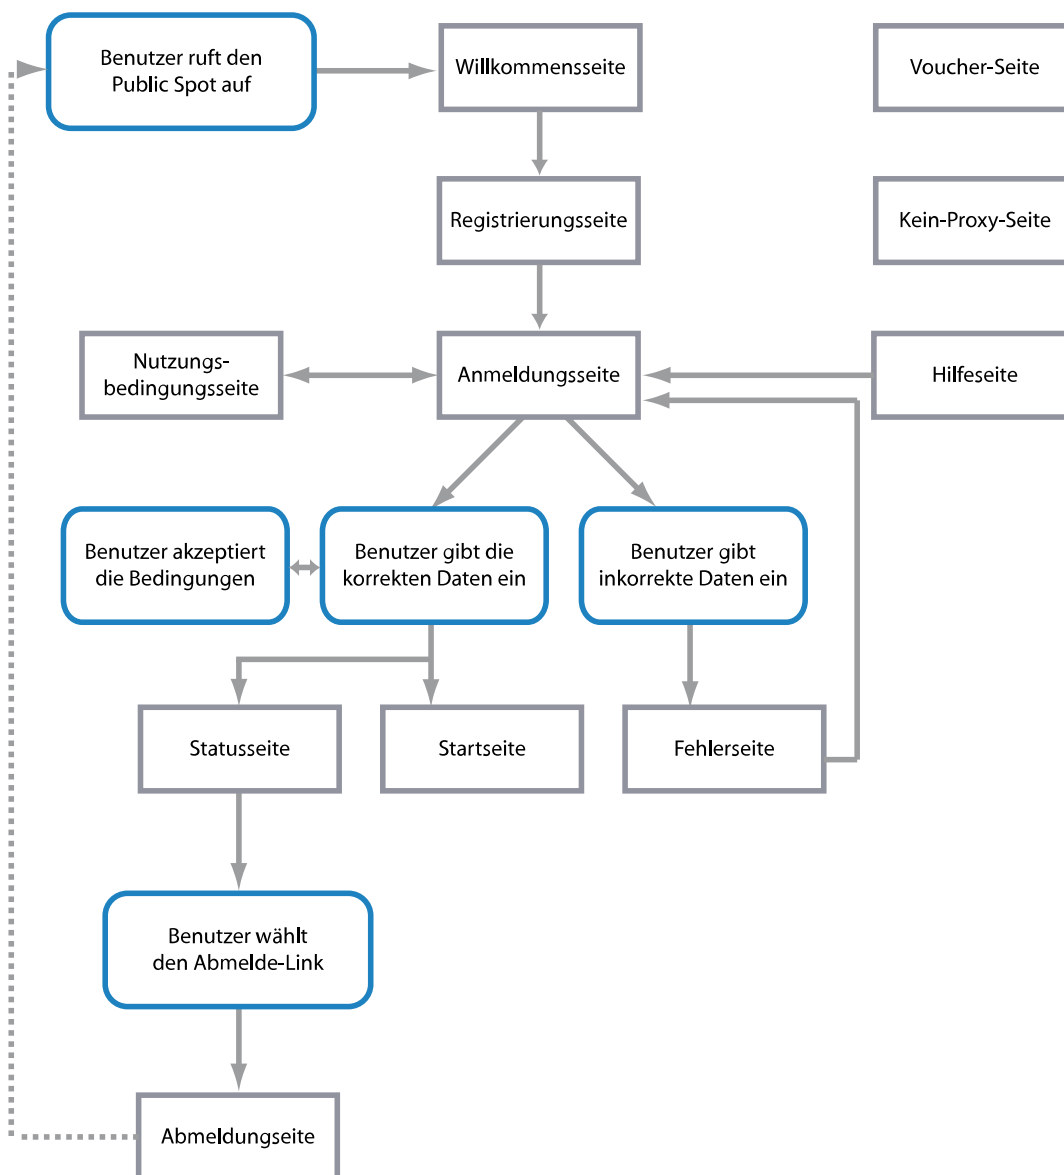 Benutzer ruft den
Public Spot auf
Willkommensseite
Voucher-Seite
Registrierungsseite
Kein-Proxy-Seite
Nutzungs-
bedingungsseite
Anmeldungsseite
Hilfeseite
Benutzer akzeptiert
die Bedingungen
Benutzer gibt die
korrekten Daten ein
Benutzer gibt
inkorrekte Daten ein
Statusseite
Startseite
Fehlerseite
Benutzer wählt
den Abmelde-Link
Abmeldungseite